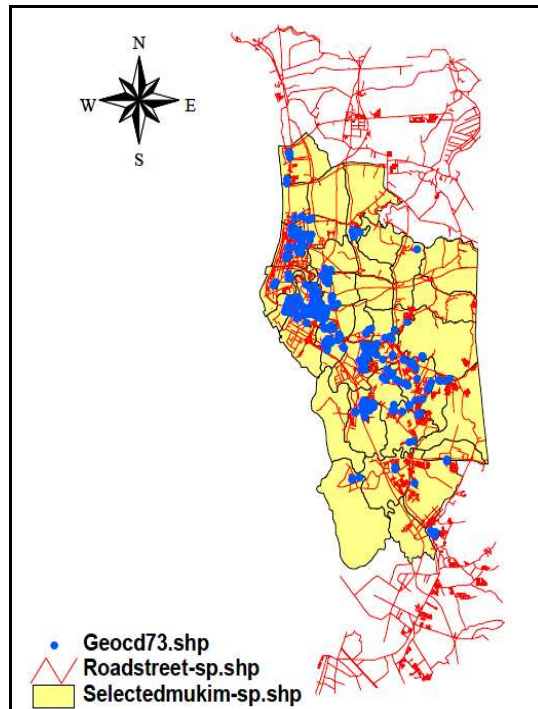 N
W E
S
Geocd73.shp
Roadstreet-sp.shp
Selectedmukim-sp.shp